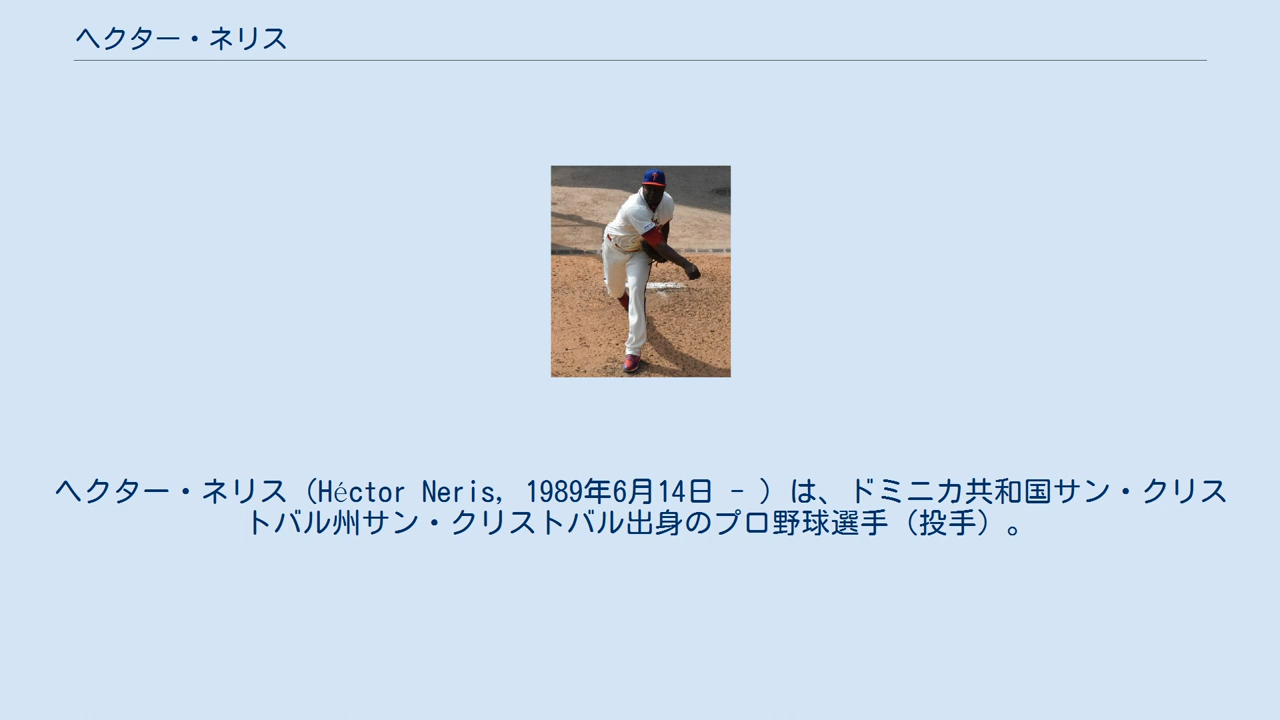 ヘクター・ネリス
ヘクター・ネリス（Héctor Neris, 1989年6月14日 - ）は、ドミニカ共和国サン・クリス
トバル州サン・クリストバル出身のプロ野球選手（投手）。